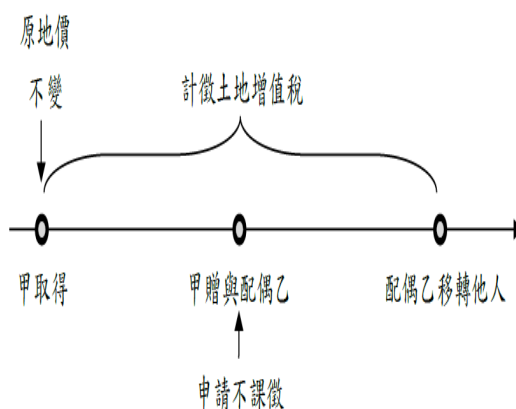 原地價
不變
計徵土地增值稅
甲取得
甲贈與配偶乙
配偶乙移轉他人
申請不課徵